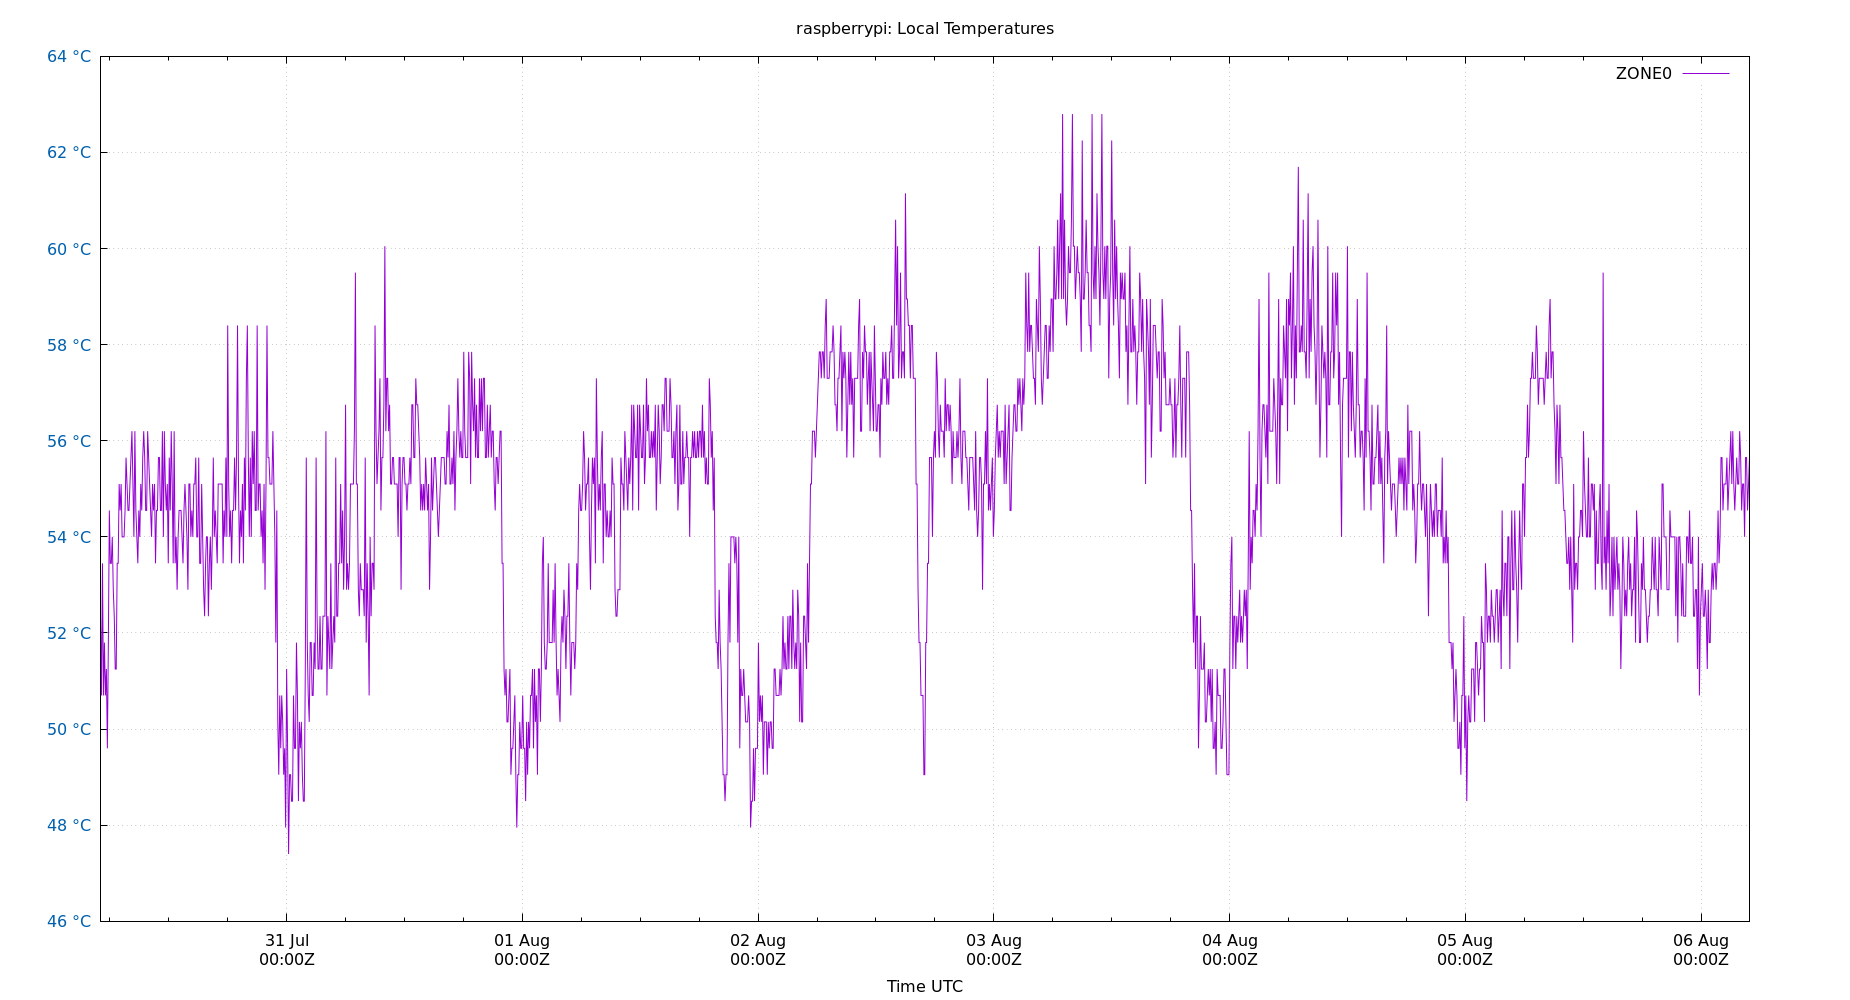 raspberrypi: Local Temperatures
64 °C
ZONE0
62 °C
60 °C
58 °C
56 °C
54 °C
52 °C
50 °C
48 °C
46 °C
31 Jul 01 Aug 02 Aug 03 Aug 04 Aug 05 Aug 06 Aug
00:00Z 00:00Z 00:00Z 00:00Z 00:00Z 00:00Z 00:00Z
Time UTC